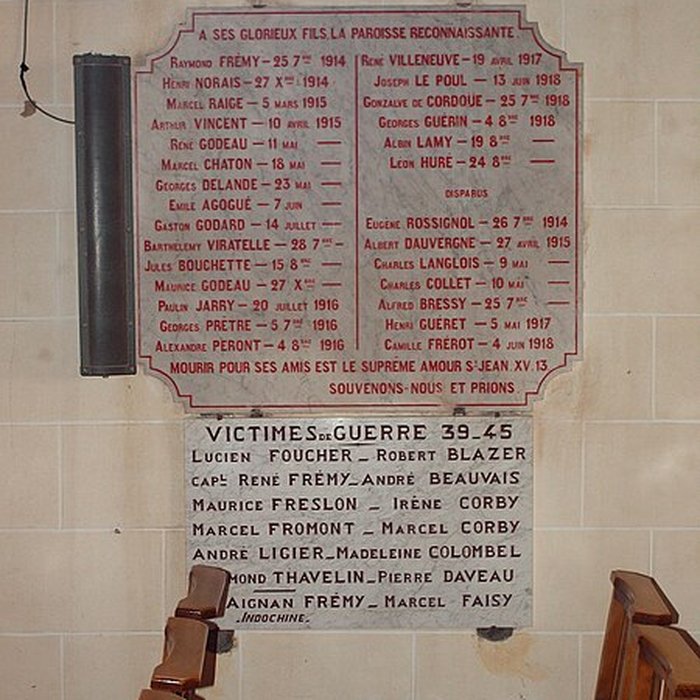 A SES GLORIEUX FILS, LA PAROISSE RECONNAISSANTE
RAYMOND FRÉMY – 25 7BRE 1914
HENRI NORAIS – 27 XBRE 1914
MARCEL RAIGE – 5 MARS 1915
ARTHUR VINCENT – 10 AVRIL 1915
RENÉ GODEAU – 11 MAI —
MARCEL CHATON – 18 MAI —
GEORGES DELANDE – 23 MAI —
EMILE AGOGUÉ – 7 JUIN —
GASTON GODARD – 14 JUILLET —
BARTHÉLEMY VIRATELLE – 28 7BRE –
JULES BOUCHETTE – 15 8BRE —
MAURICE GODEAU – 27 XBRE —
PAULIN JARRY – 20 JUILLET 1916
GEORGES PRÊTRE – 5 7BRE 1916
ALEXANDRE PERONT – 4 8BRE 1916
RENÉ VILLENEUVE – 19 AVRIL 1917
JOSEPH LE POUL – 13 JUIN 1918
GONZALVE DE CORDOUE – 25 7BRE 1918
GEORGES GUÉRIN – 4 8BRE 1918
ALBIN LAMY – 19 8BRE —
LÉON HURÉ – 24 8BRE —
DISPARUS
EUGÈNE ROSSIGNOL – 26 7BRE 1914
ALBERT DAUVERGNE – 27 AVRIL 1915
CHARLES LANGLOIS – 9 MAI —
CHARLES COLLET – 10 MAI —
ALFRED BRESSY – 25 7BRE —
HENRI GUÉRET – 5 MAI 1917
CAMILLE FRÉROT – 4 JUIN 1918
MOURIR POUR SES AMIS EST LE SUPRÊME AMOUR ST JEAN XV. 13
SOUVENONS-NOUS ET PRIONS
VICTIMES DE GUERRE 39_45
LUCIEN FOUCHER _ ROBERT BLAZER
CAPL RENÉ FRÉMY _ ANDRÉ BEAUVAIS
MAURICE FRESLON _ IRÈNE CORBY
MARCEL FROMONT _ MARCEL CORBY
ANDRÉ LIGIER _ MADELEINE COLOMBEL
MOND THAVELIN _ PIERRE DAVEAU
AIGNAN FRÉMY _ MARCEL FAISY
_INDOCHINE_